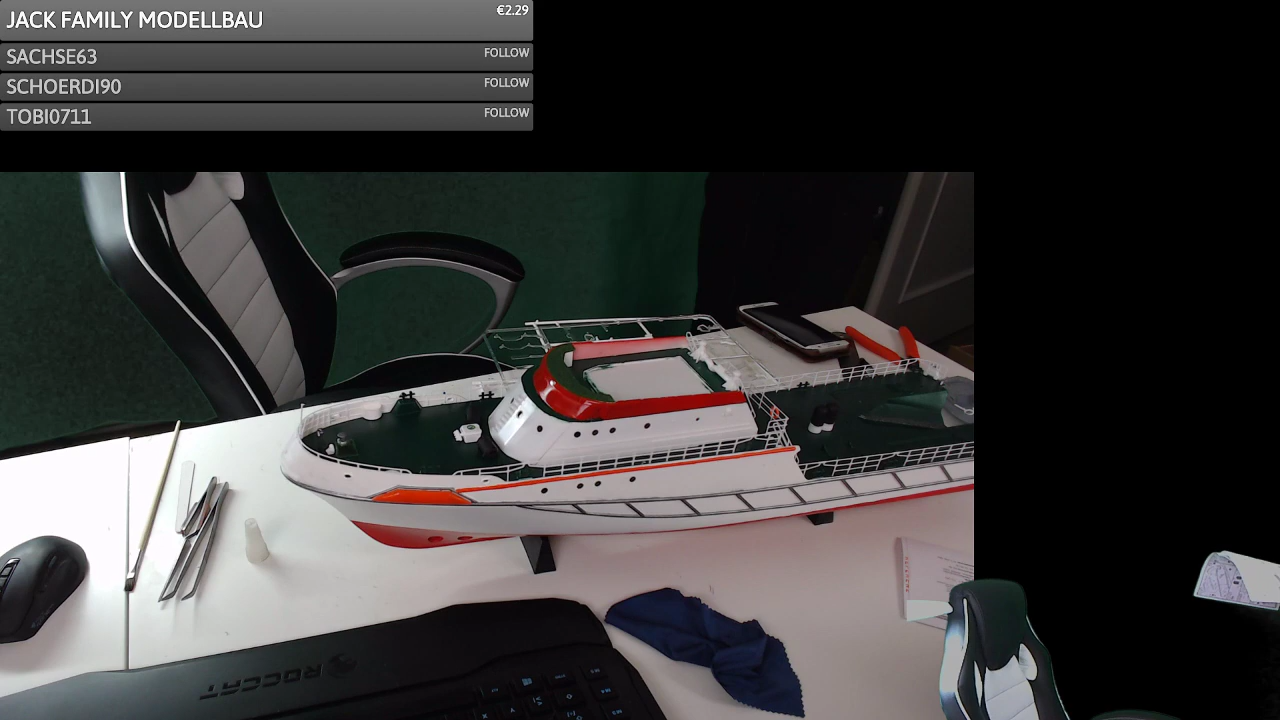 JACK FAMILY MODELLBAU €2.29
SACHSE63 FOLLOW
SCHOERDI90 FOLLOW
TOBI0711 FOLLOW
ROCCAT